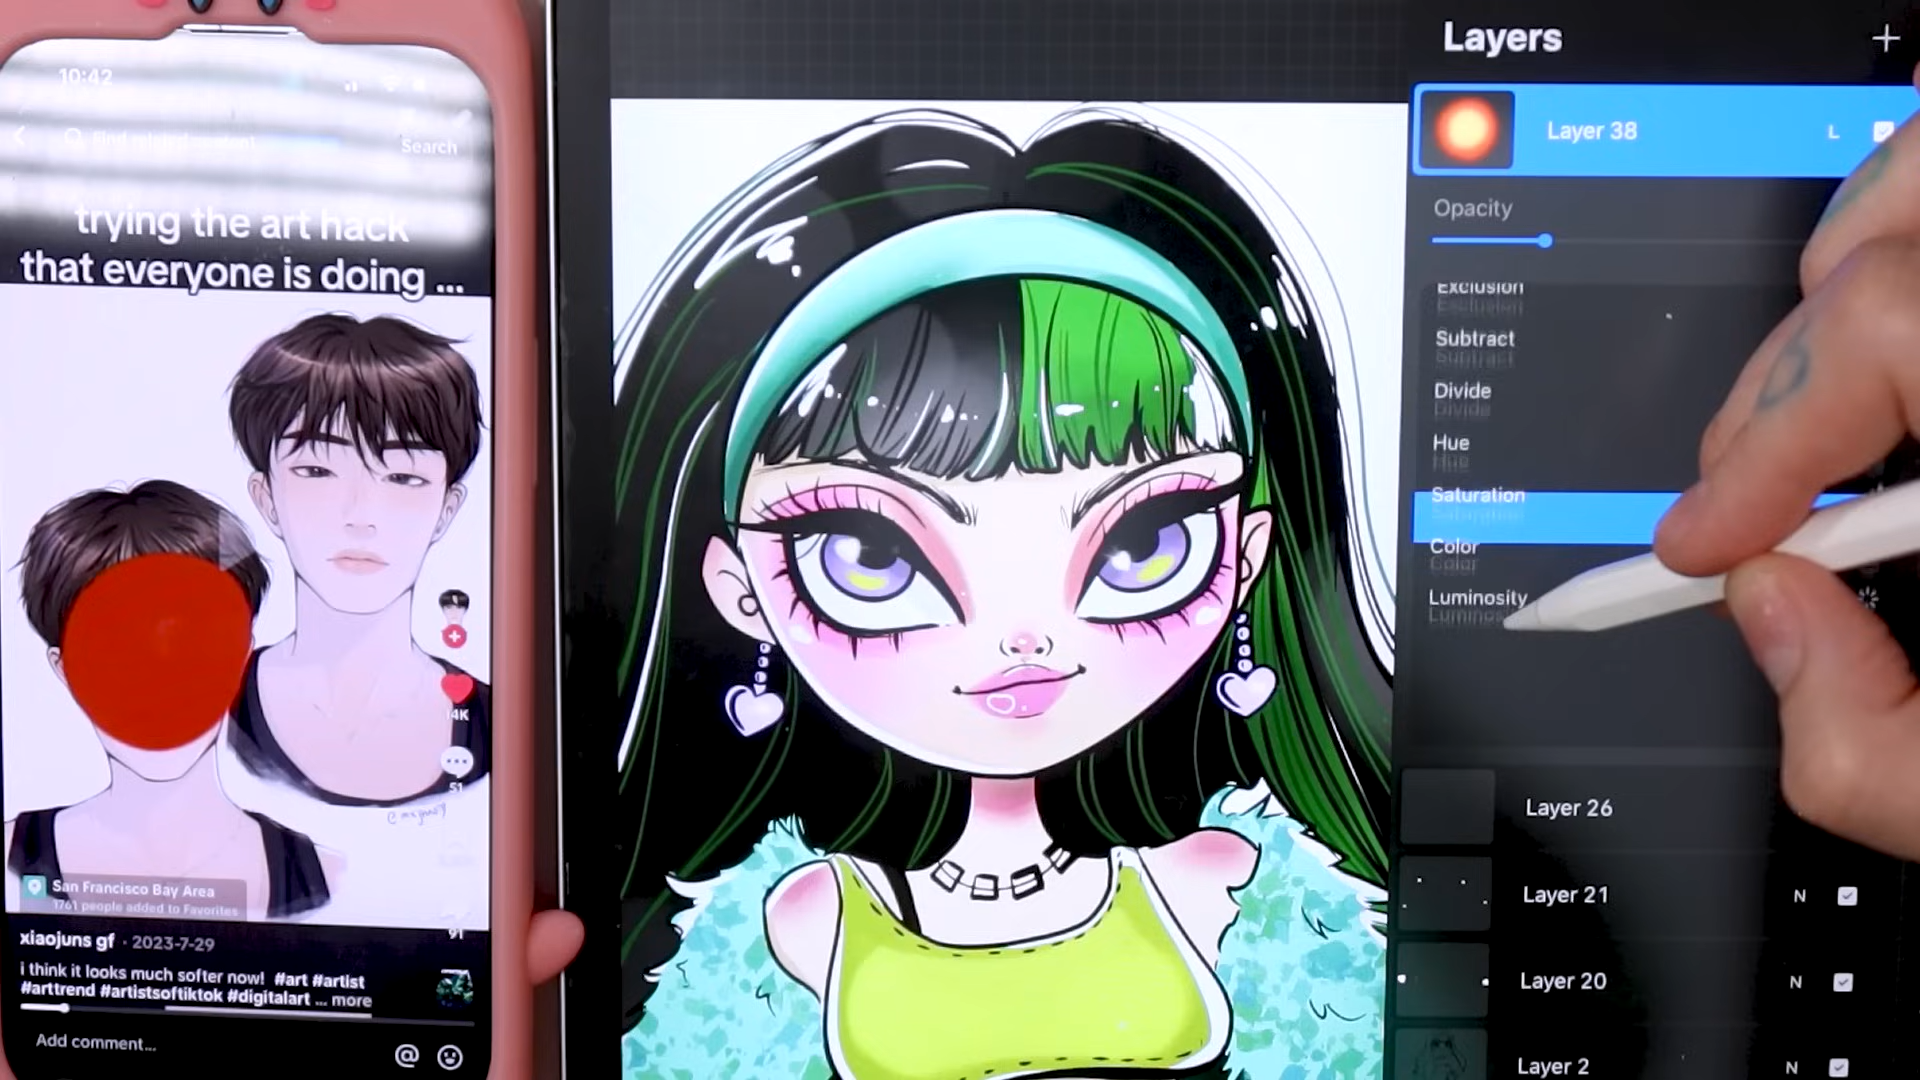 10:42
Search
trying the art hack
that everyone is doing ...
San Francisco Bay Area
1761 people added to Favorites
xiaojuns gf · 2023-7-29
i think it looks much softer now! #art #artist
#arttrend #artistsoftiktok #digitalart ... more
Add comment...
14K
51
91
Layers
Layer 38
L
Opacity
Exclusion
Subtract
Divide
Hue
Saturation
Color
Luminosity
Layer 26
Layer 21
N
Layer 20
N
Layer 2
N